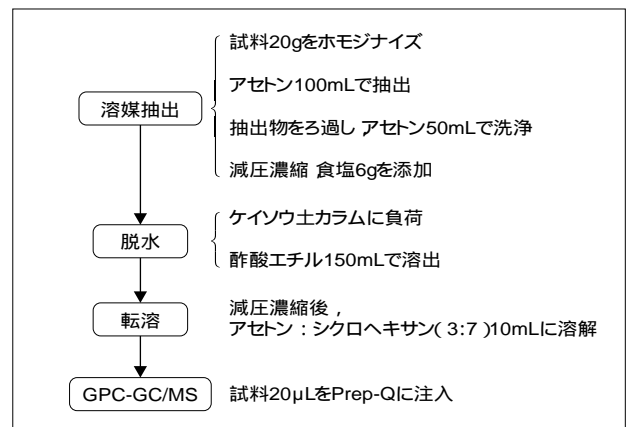 試料20gをホモジナイズ
アセトン100mLで抽出
溶媒抽出
抽出物をろ過し,アセトン50mLで洗浄
減圧濃縮 食塩6gを添加
ケイソウ土カラムに負荷
脱水
酢酸エチル150mLで溶出
転溶
減圧濃縮後,
アセトン:シクロヘキサン(3:7)10mLに溶解
GPC-GC/MS
試料20µLをPrep-Qに注入